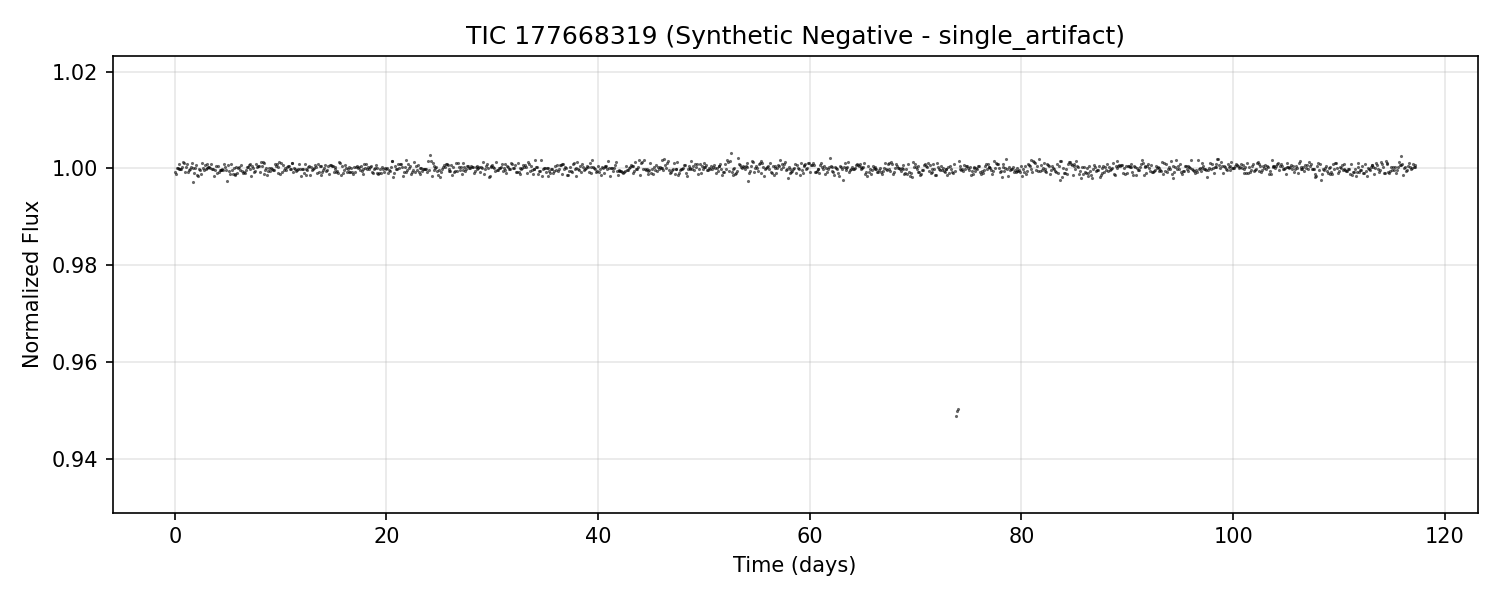 TIC 177668319 (Synthetic Negative - single_artifact)
1.02
1.00
0.98
0.96
0.94
Normalized Flux
0 20 40 60 80 100 120
Time (days)